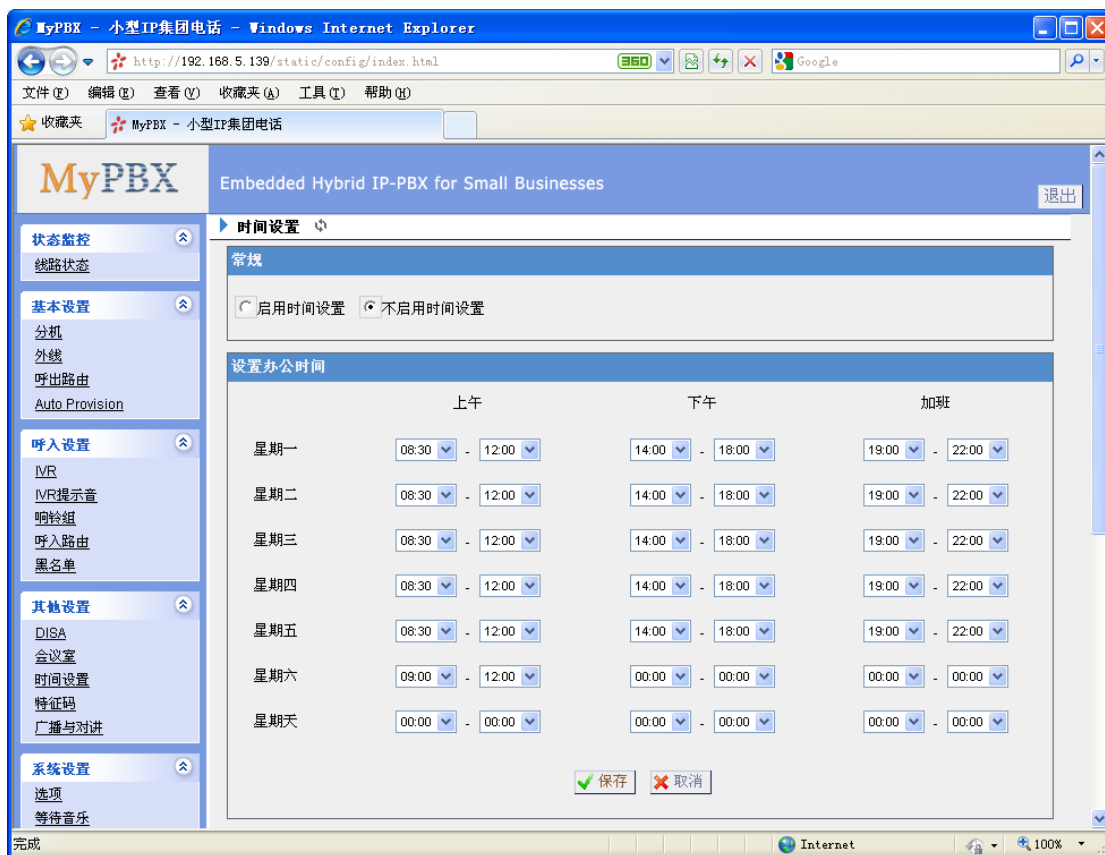 MyPBX - 小型IP集团电话 - Windows Internet Explorer
http://192.168.5.139/static/config/index.html
360
Google
文件(F) 编辑(E) 查看(V) 收藏夹(A) 工具(T) 帮助(H)
收藏夹
MyPBX - 小型IP集团电话
MyPBX
Embedded Hybrid IP-PBX for Small Businesses
退出
状态监控
线路状态
基本设置
分机
外线
呼出路由
Auto Provision
呼入设置
IVR
IVR提示音
响铃组
呼入路由
黑名单
其他设置
DISA
会议室
时间设置
特征码
广播与对讲
系统设置
选项
等待音乐
时间设置
常规
启用时间设置 不启用时间设置
设置办公时间
上午 下午 加班
星期一 08:30 - 12:00 14:00 - 18:00 19:00 - 22:00
星期二 08:30 - 12:00 14:00 - 18:00 19:00 - 22:00
星期三 08:30 - 12:00 14:00 - 18:00 19:00 - 22:00
星期四 08:30 - 12:00 14:00 - 18:00 19:00 - 22:00
星期五 08:30 - 12:00 14:00 - 18:00 19:00 - 22:00
星期六 09:00 - 12:00 00:00 - 00:00 00:00 - 00:00
星期天 00:00 - 00:00 00:00 - 00:00 00:00 - 00:00
保存 取消
完成 Internet 100%